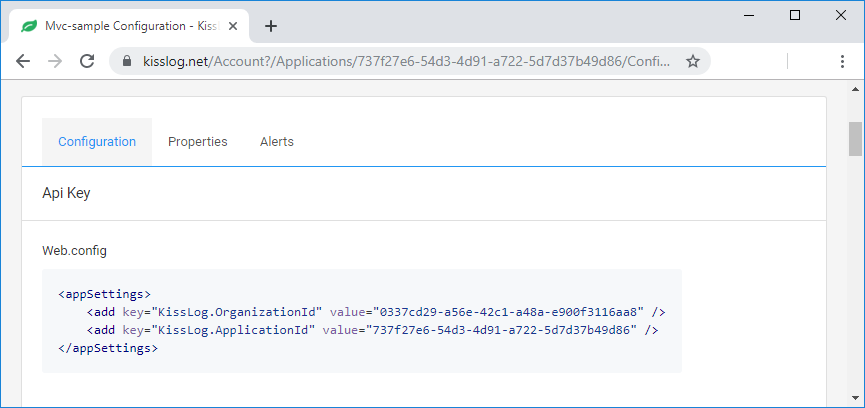 Mvc-sample Configuration - Kiss
kisslog.net/Account?/Applications/737f27e6-54d3-4d91-a722-5d7d37b49d86/Confi...
Configuration Properties Alerts
Api Key
Web.config
<appSettings>
    <add key="KissLog.OrganizationId" value="0337cd29-a56e-42c1-a48a-e900f3116aa8" />
    <add key="KissLog.ApplicationId" value="737f27e6-54d3-4d91-a722-5d7d37b49d86" />
</appSettings>